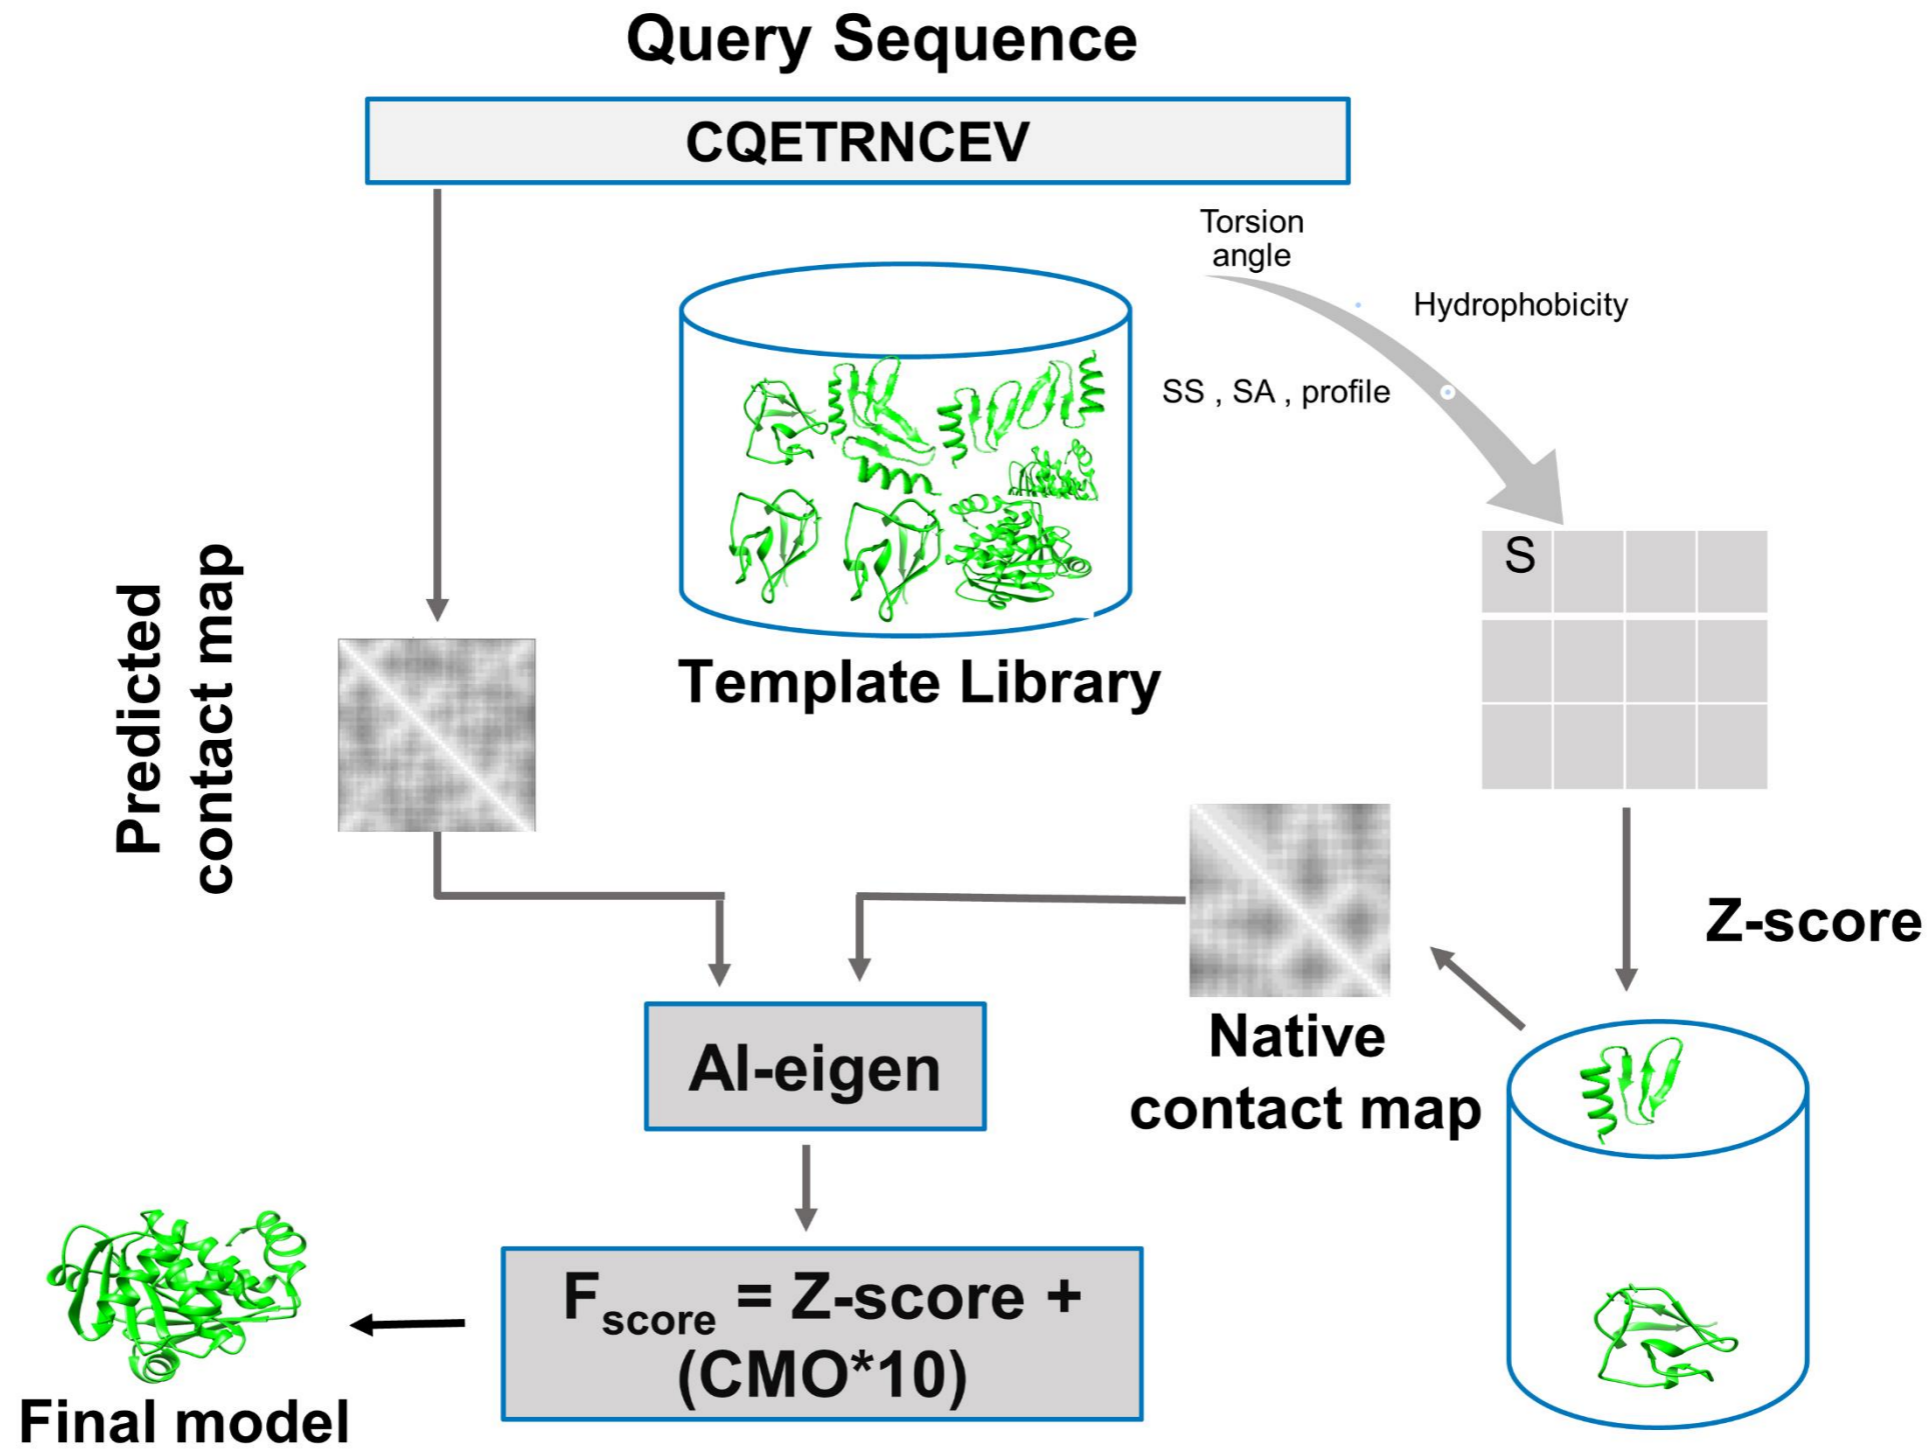 Query Sequence
CQETRNCEV
Torsion
angle
Hydrophobicity
SS , SA , profile
S
Predicted
contact map
Template Library
Z-score
Native
contact map
Al-eigen
Fscore = Z-score +
(CMO*10)
Final model